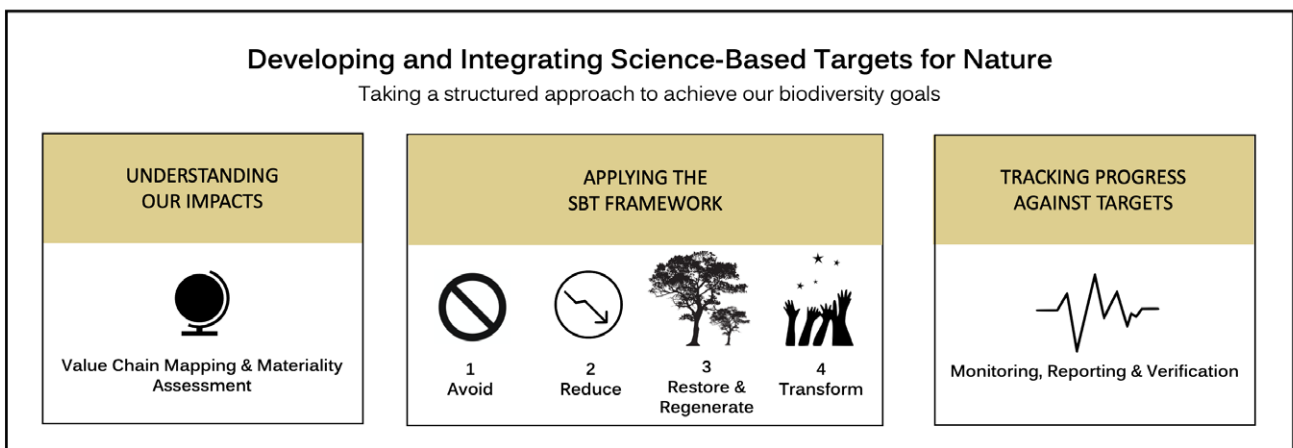 Developing and Integrating Science-Based Targets for Nature
Taking a structured approach to achieve our biodiversity goals
UNDERSTANDING
OUR IMPACTS
Value Chain Mapping & Materiality
Assessment
APPLYING THE
SBT FRAMEWORK
1
Avoid
2
Reduce
3
Restore &
Regenerate
4
Transform
TRACKING PROGRESS
AGAINST TARGETS
Monitoring, Reporting & Verification